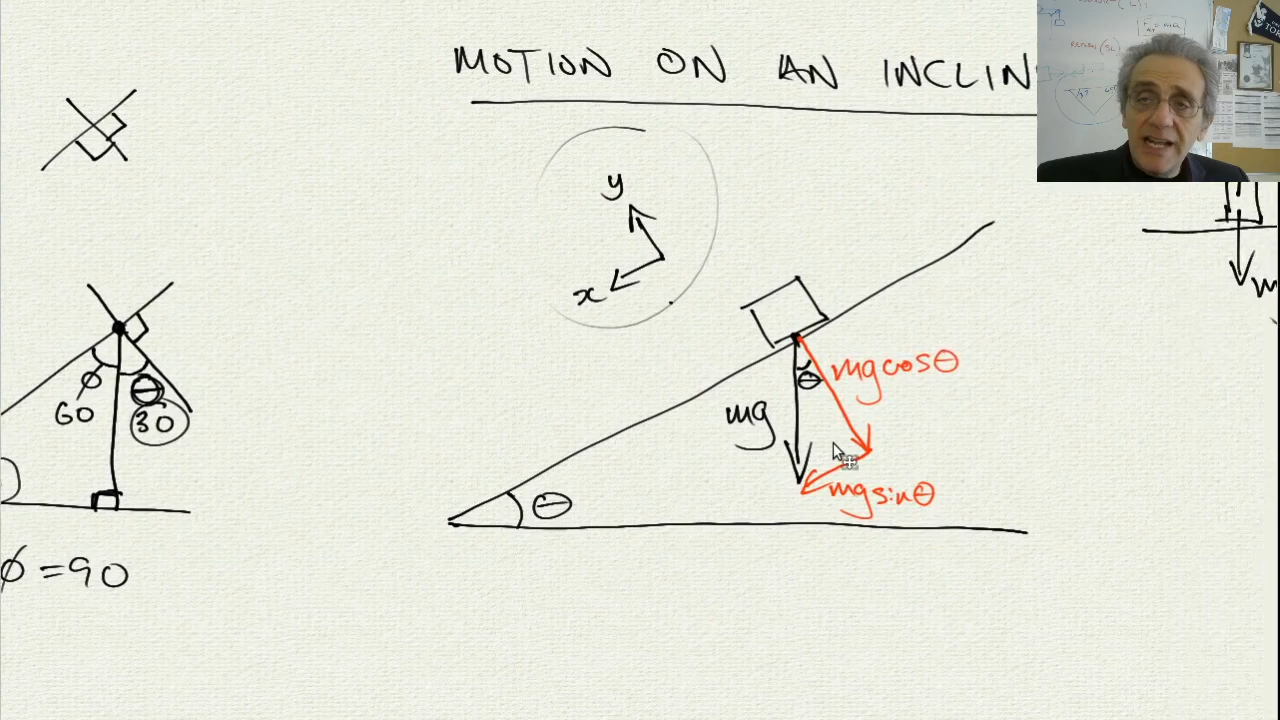 MOTION ON AN INCLIN
y
x
mgcosθ
θ
mg
mgsinθ
θ
ϕ
θ
60
30
ϕ = 90
m